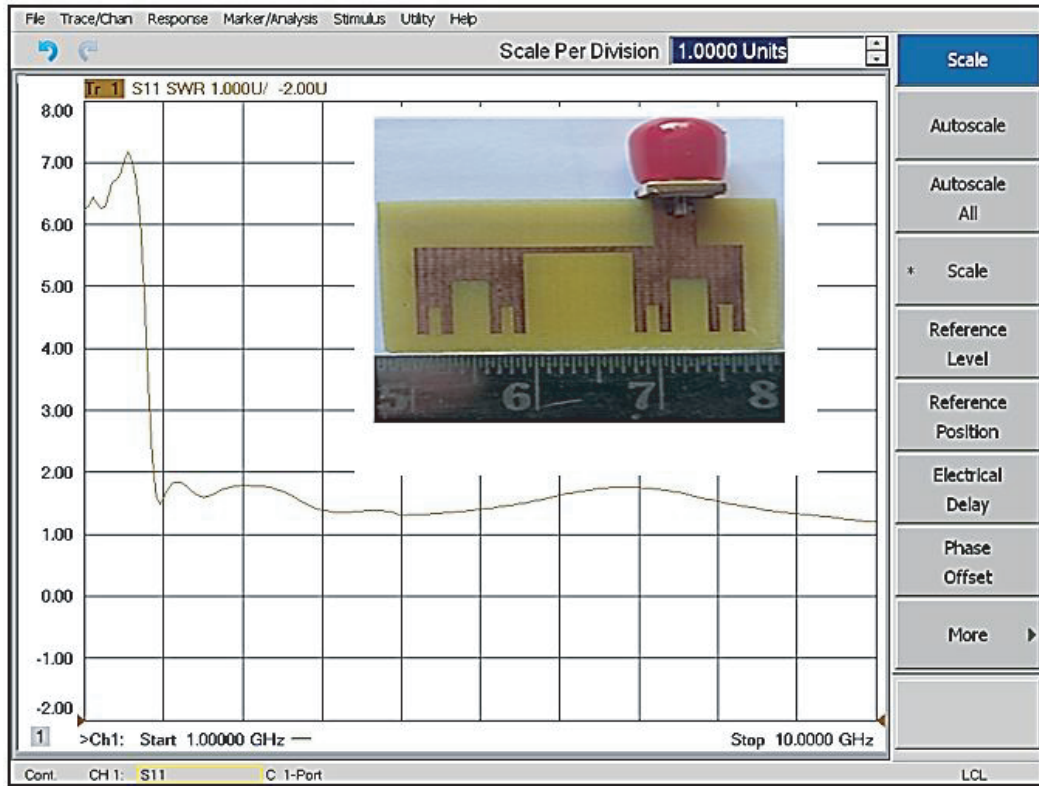 File Trace/Chan Response Marker/Analysis Stimulus Utility Help
Scale Per Division 1.0000 Units
Scale
Tr 1 S11 SWR 1.000U/ -2.00U
8.00
7.00
6.00
5.00
4.00
3.00
2.00
1.00
0.00
-1.00
-2.00
5 6 7 8
Autoscale
Autoscale
All
* Scale
Reference
Level
Reference
Position
Electrical
Delay
Phase
Offset
More
1 >Ch1: Start 1.00000 GHz — Stop 10.0000 GHz
Cont. CH 1: S11 C 1-Port LCL